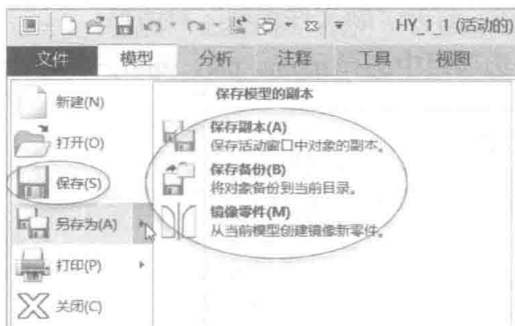 HY_1_1 (活动的)
文件 模型 分析 注释 工具 视图
新建(N)
打开(O)
保存(S)
另存为(A)
打印(P)
关闭(C)
保存模型的副本
保存副本(A)
保存活动窗口中对象的副本。
保存备份(B)
将对象备份到当前目录。
镜像零件(M)
从当前模型创建镜像新零件。